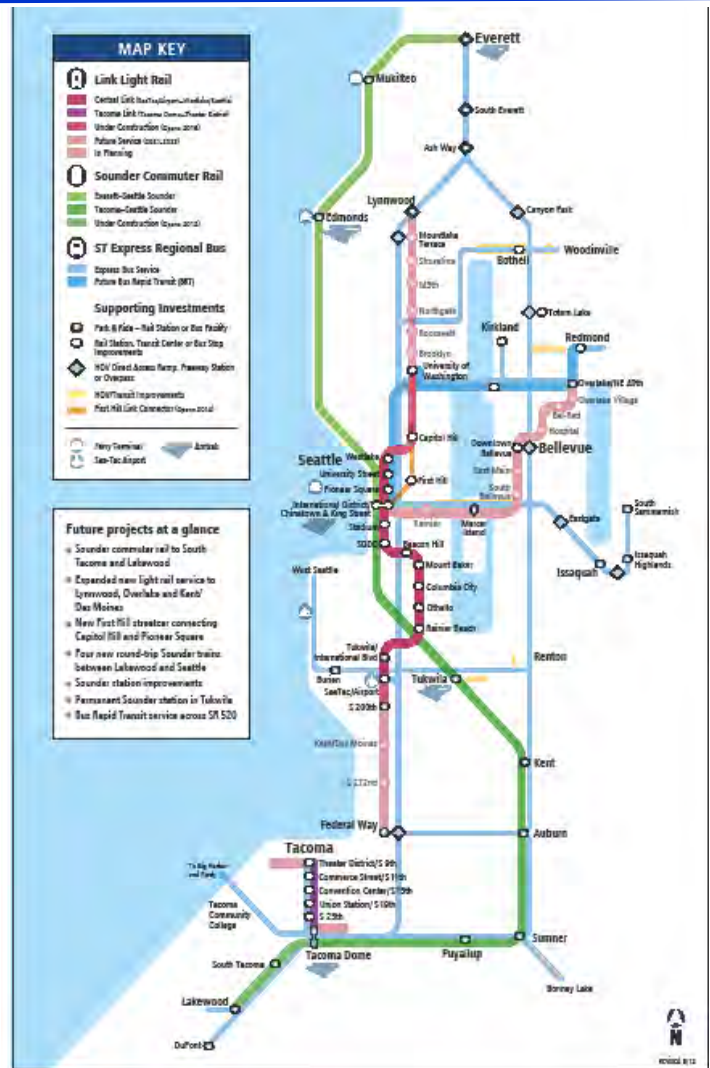 MAP KEY
Link Light Rail
Central Link
Tacoma Link
Under Construction
Future Service
In Planning
Sounder Commuter Rail
Everett–Seattle Sounder
Tacoma–Seattle Sounder
Under Construction
ST Express Regional Bus
Express Bus Service
Future Bus Rapid Transit (BRT)
Supporting Investments
Park & Ride – Rail Station or Bus Facility
Rail Station, Transit Center or Bus Stop
Improvements
HOV Direct Access Ramp, Freeway Station
or Overpass
HOV/Transit Improvements
First Hill Link Connector
Ferry Terminal
Amtrak
Sea-Tac Airport
Future projects at a glance
Sounder commuter rail to South
Tacoma and Lakewood
Expanded new light rail service to
Lynnwood, Overlake and Kent/
Des Moines
New First Hill streetcar connecting
Capitol Hill and Pioneer Square
Four new round-trip Sounder trains
between Lakewood and Seattle
Sounder station improvements
Permanent Sounder station in Tukwila
Bus Rapid Transit service across SR 520
Everett
Mukilteo
South Everett
Ash Way
Lynnwood
Canyon Park
Edmonds
Mountlake
Terrace
Shoreline
Bothell
Woodinville
Northgate
Totem Lake
Kirkland
Redmond
Roosevelt
Brooklyn
University of
Washington
Overlake/NE 40th
Overlake Village
Bel-Red
Hospital
Capitol Hill
Downtown
Bellevue
Bellevue
Seattle
Westlake
University Street
Pioneer Square
First Hill
East Main
South
Bellevue
International District/
Chinatown & King Street
Rainier
Mercer
Island
Eastgate
South
Sammamish
Stadium
SODO
Beacon Hill
West Seattle
Mount Baker
Issaquah
Issaquah
Highlands
Columbia City
Othello
Rainier Beach
Tukwila/
International Blvd
Renton
Burien
SeaTac/Airport
Tukwila
S 200th
Kent/Des Moines
S 272nd
Kent
Federal Way
Auburn
Tacoma
Theater District/S 9th
Commerce Street/S 11th
Convention Center/S 15th
Union Station/S 19th
S 25th
Tacoma
Community
College
South Tacoma
Tacoma Dome
Puyallup
Sumner
Bonney Lake
Lakewood
DuPont
N